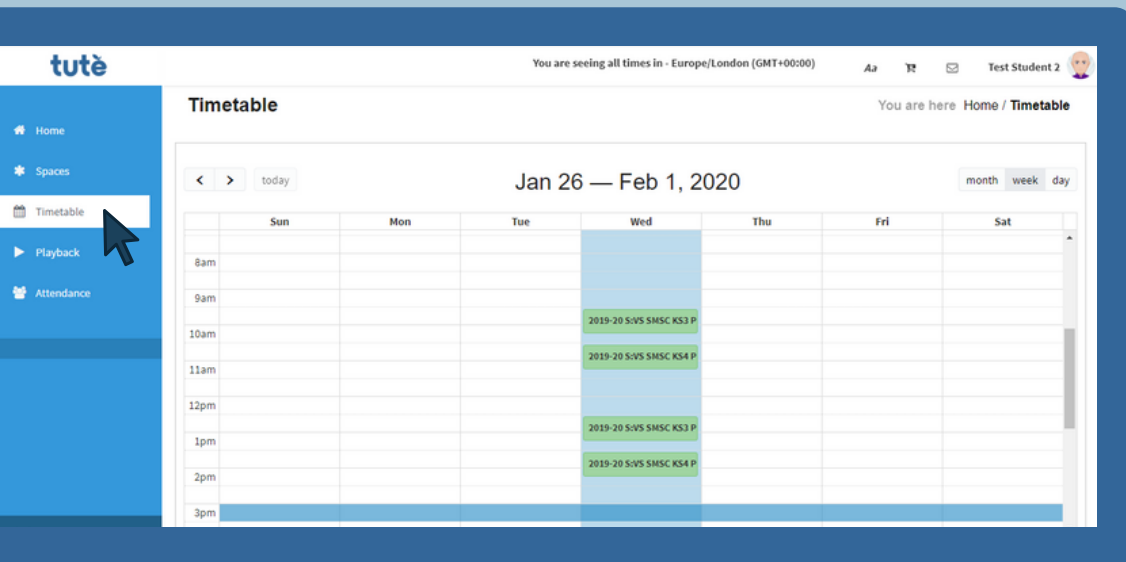 tutè
You are seeing all times in - Europe/London (GMT+00:00)
Aa
Test Student 2
Timetable
You are here Home / Timetable
Home
Spaces
Timetable
Playback
Attendance
today
Jan 26 — Feb 1, 2020
month week day
Sun Mon Tue Wed Thu Fri Sat
8am
9am
2019-20 S:VS SMSC KS3 P
10am
2019-20 S:VS SMSC KS4 P
11am
12pm
2019-20 S:VS SMSC KS3 P
1pm
2019-20 S:VS SMSC KS4 P
2pm
3pm